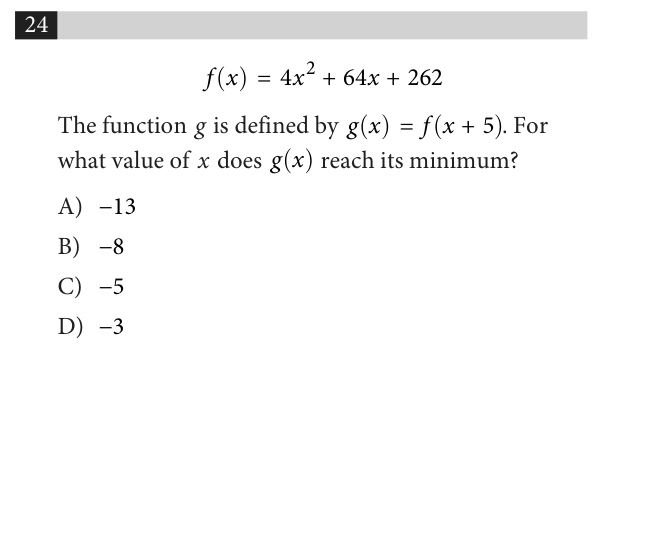 24
f(x) = 4x² + 64x + 262
The function g is defined by g(x) = f(x + 5). For
what value of x does g(x) reach its minimum?
A) −13
B) −8
C) −5
D) −3